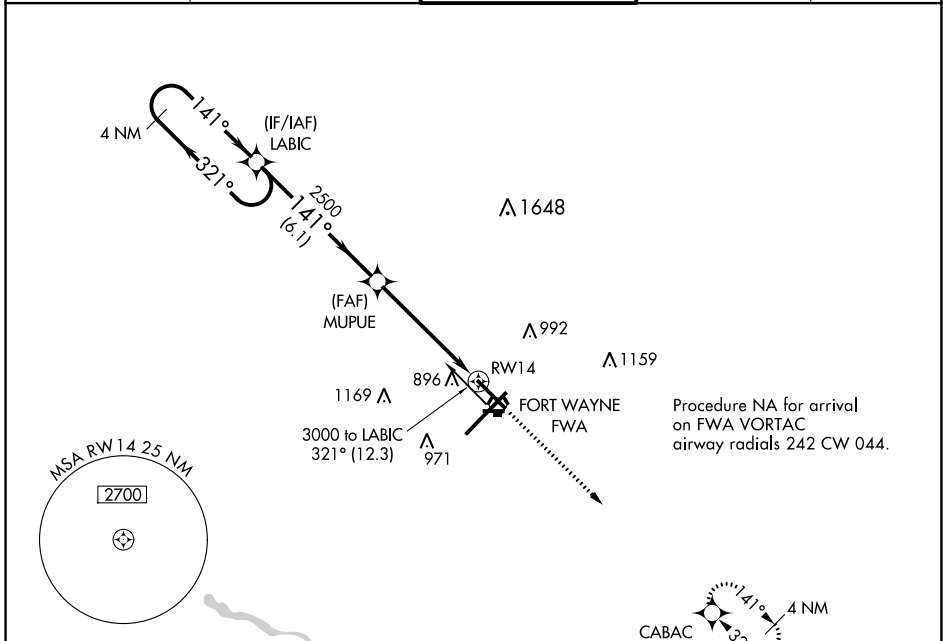 141°
4 NM
(IF/IAF)
LABIC
321°
2500
141°
(6.1)
1648
(FAF)
MUPUE
992
RW14
1159
896
1169
FORT WAYNE
FWA
3000 to LABIC
321° (12.3)
971
Procedure NA for arrival
on FWA VORTAC
airway radials 242 CW 044.
MSA RW14 25 NM
2700
141°
4 NM
CABAC